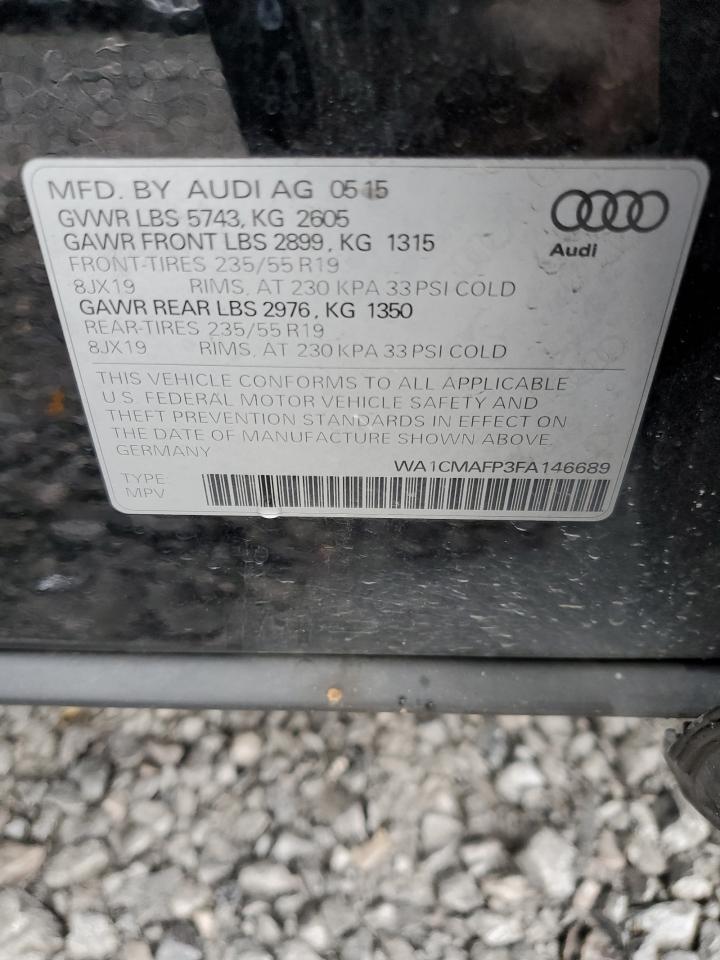 MFD. BY AUDI AG 05 15
GVWR LBS 5743, KG 2605
GAWR FRONT LBS 2899, KG 1315
FRONT-TIRES 235/55 R19
8JX19 RIMS, AT 230 KPA 33 PSI COLD
GAWR REAR LBS 2976, KG 1350
REAR-TIRES 235/55 R19
8JX19 RIMS, AT 230 KPA 33 PSI COLD
Audi
THIS VEHICLE CONFORMS TO ALL APPLICABLE
U.S. FEDERAL MOTOR VEHICLE SAFETY AND
THEFT PREVENTION STANDARDS IN EFFECT ON
THE DATE OF MANUFACTURE SHOWN ABOVE.
GERMANY
WA1CMAFP3FA146689
TYPE
MPV